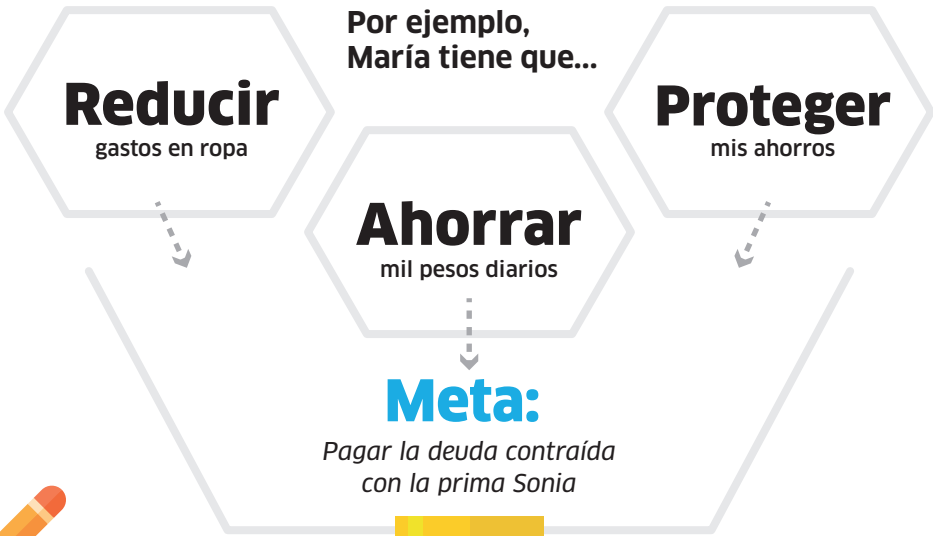 Por ejemplo,
María tiene que...
Reducir
gastos en ropa
Ahorrar
mil pesos diarios
Proteger
mis ahorros
Meta:
Pagar la deuda contraída
con la prima Sonia